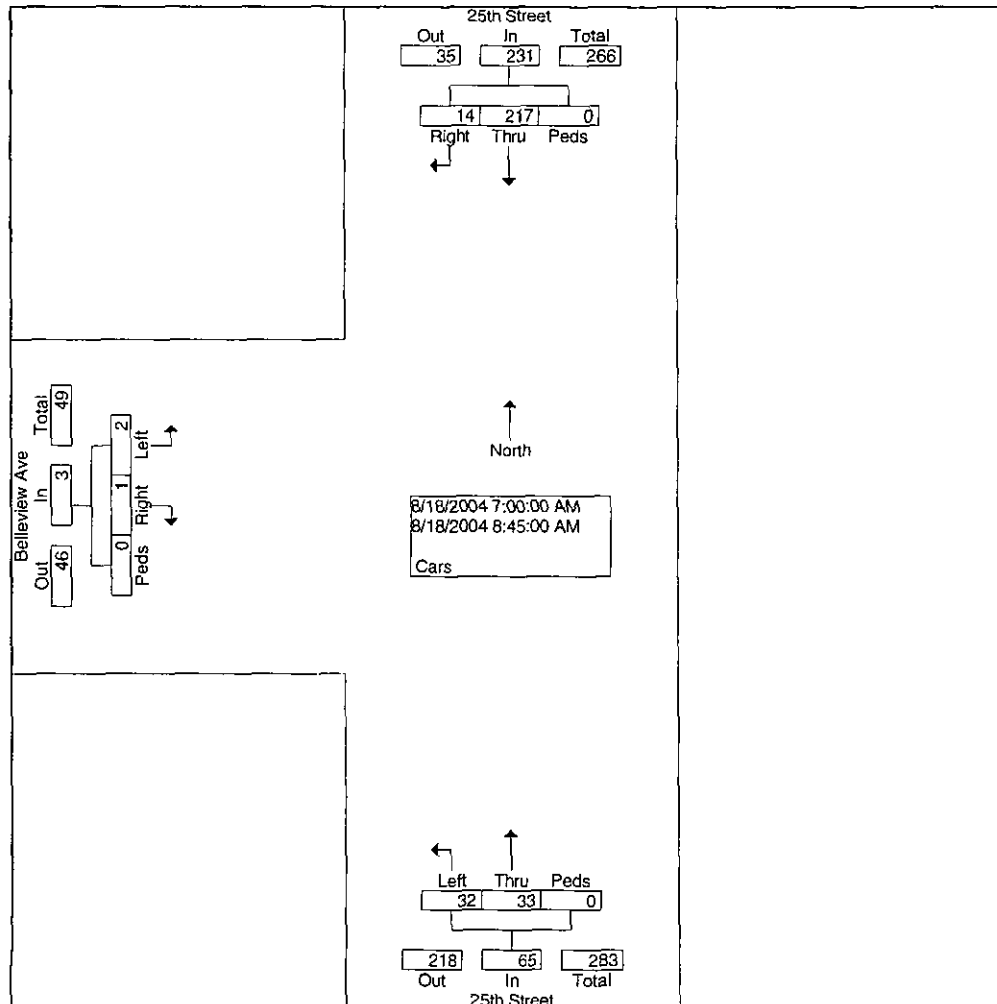 25th Street
Out In Total
35 231 266
14 217 0
Right Thru Peds
Belleview Ave
Total In Out
49 3 46
2 1 0
Left Right Peds
North
8/18/2004 7:00:00 AM
8/18/2004 8:45:00 AM
Cars
Left Thru Peds
32 33 0
218 65 283
Out In Total
25th Street